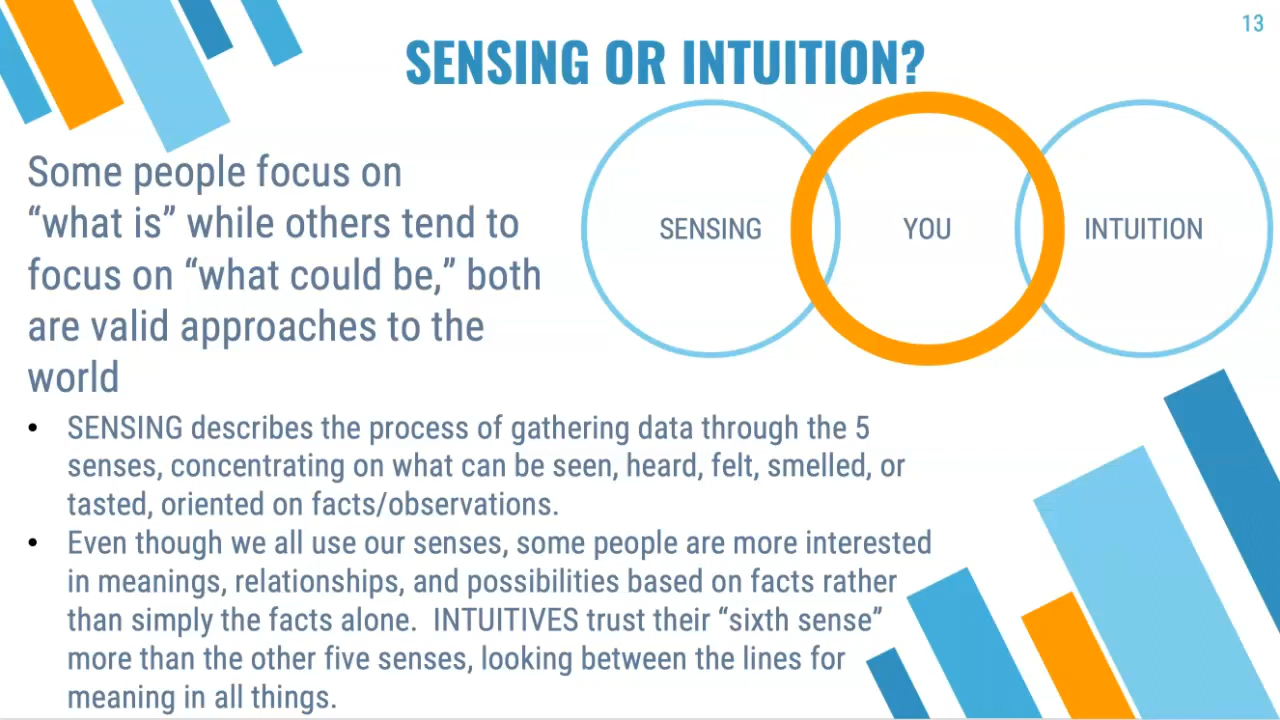 13
SENSING OR INTUITION?
Some people focus on
“what is” while others tend to
focus on “what could be,” both
are valid approaches to the
world
SENSING
YOU
INTUITION
• SENSING describes the process of gathering data through the 5
senses, concentrating on what can be seen, heard, felt, smelled, or
tasted, oriented on facts/observations.
• Even though we all use our senses, some people are more interested
in meanings, relationships, and possibilities based on facts rather
than simply the facts alone.  INTUITIVES trust their “sixth sense”
more than the other five senses, looking between the lines for
meaning in all things.